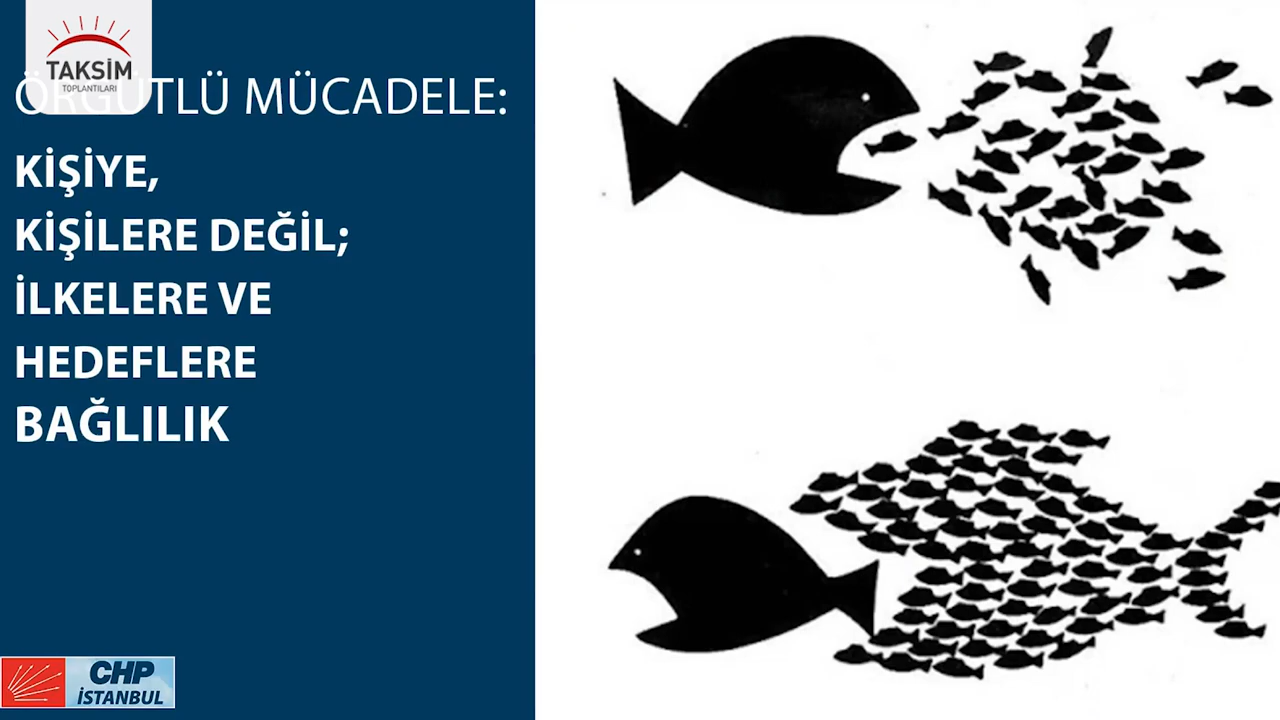 TAKSİM
TOPLANTILARI
ÖRGÜTLÜ MÜCADELE:
KİŞİYE,
KİŞİLERE DEĞİL;
İLKELERE VE
HEDEFLERE
BAĞLILIK
CHP
İSTANBUL